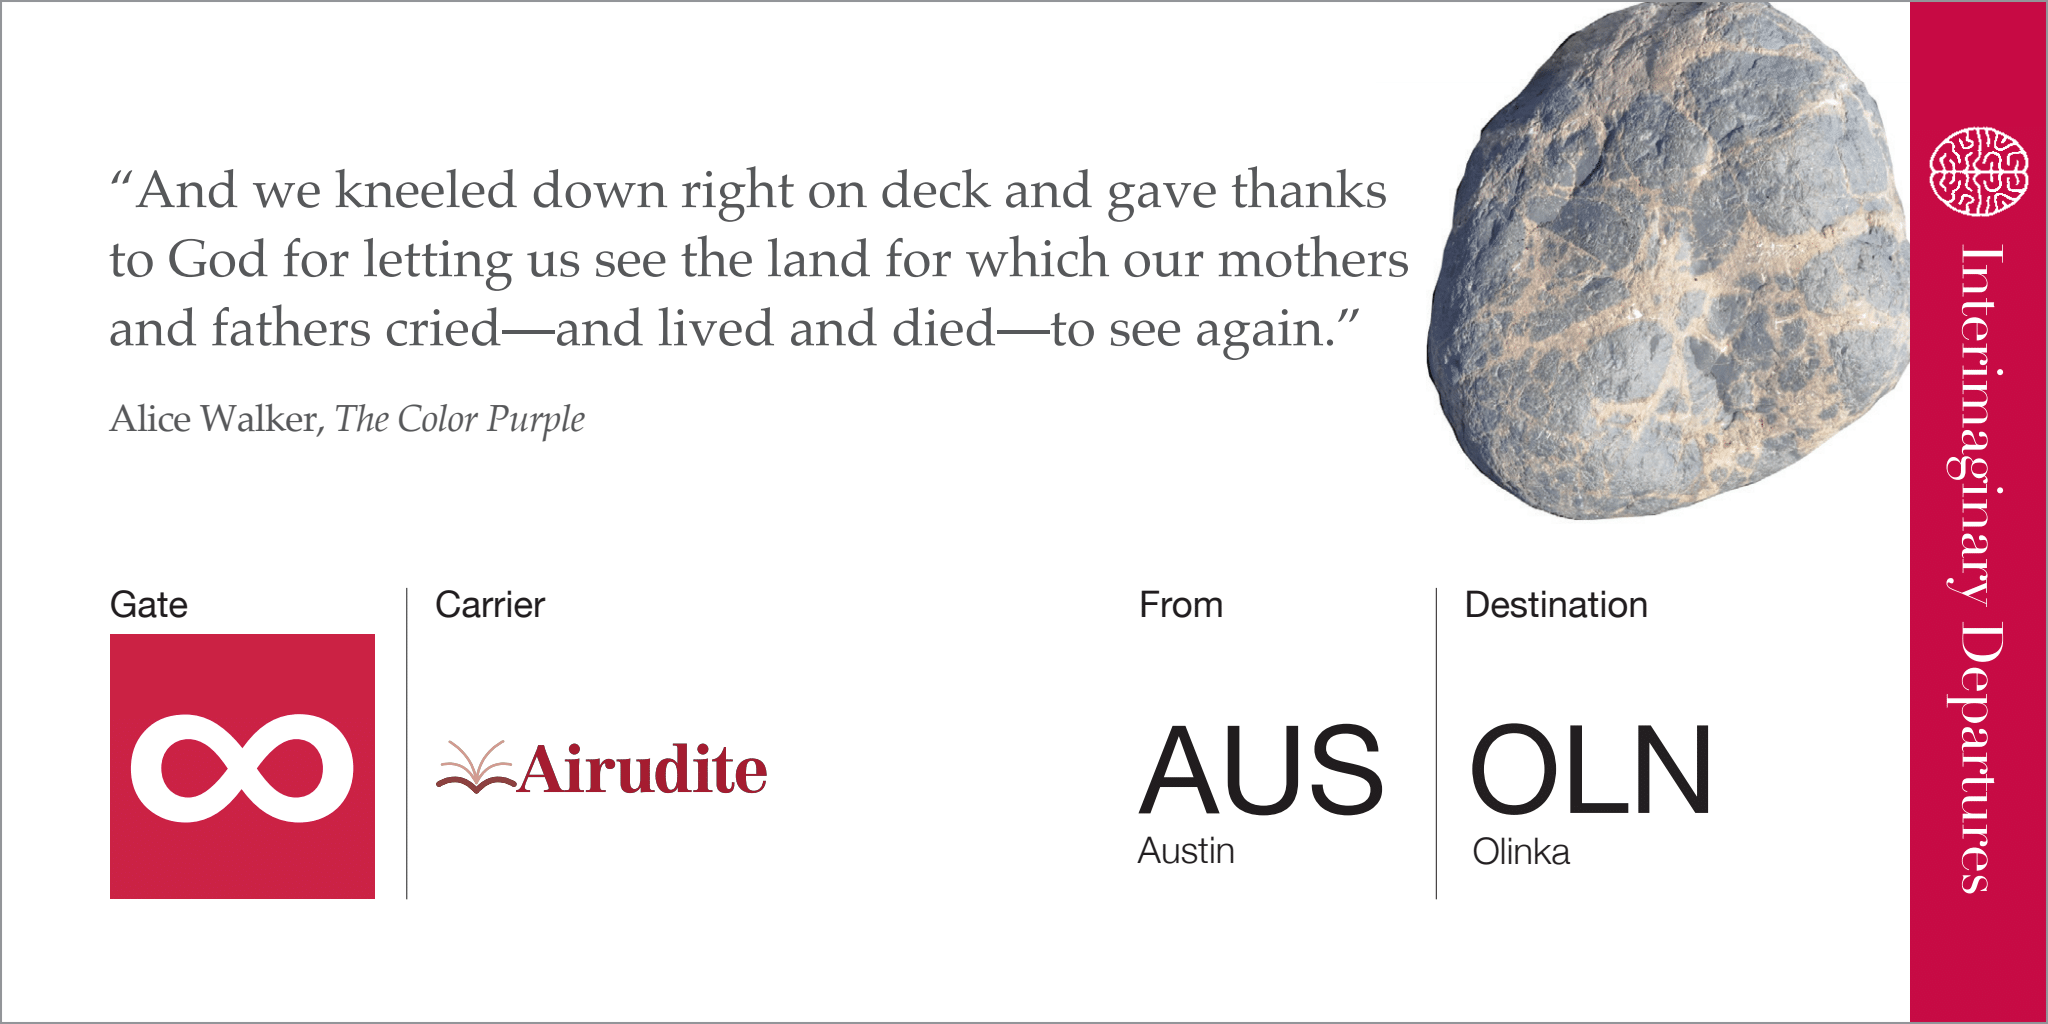 “And we kneeled down right on deck and gave thanks
to God for letting us see the land for which our mothers
and fathers cried—and lived and died—to see again.”
Alice Walker, The Color Purple
Gate
Carrier
Airudite
From
AUS
Austin
Destination
OLN
Olinka
Interimaginary Departures